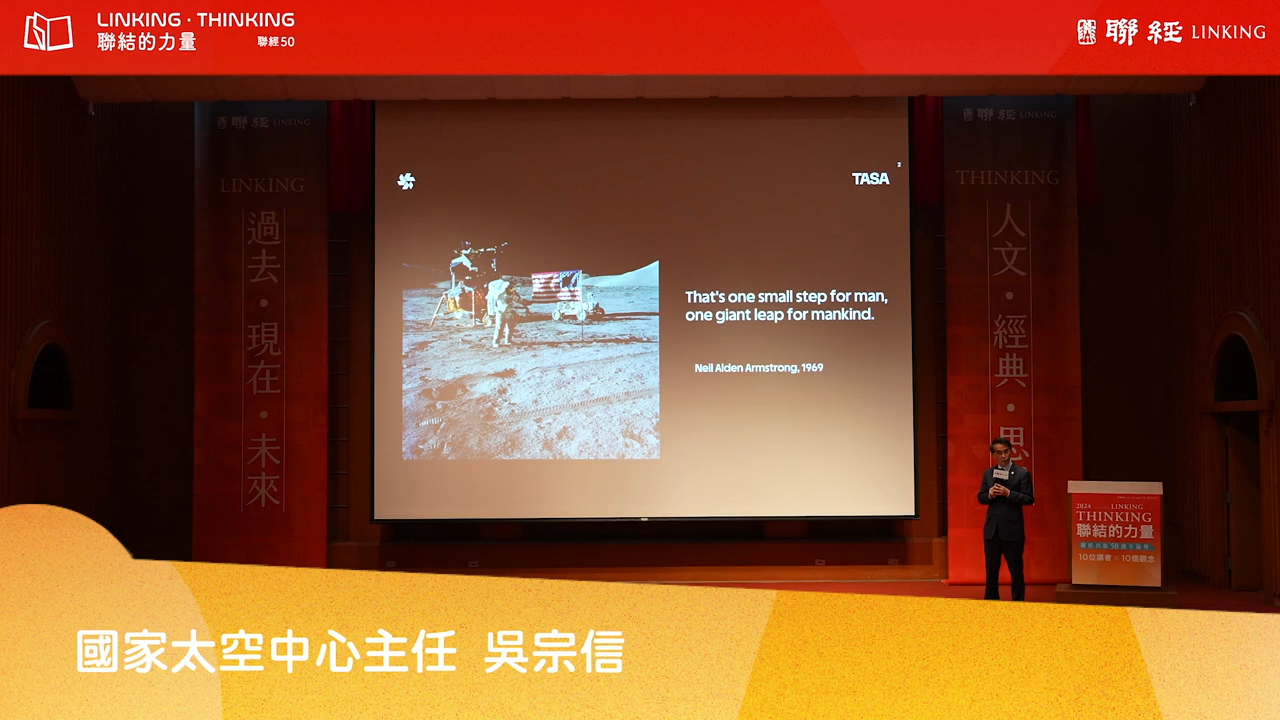 LINKING · THINKING
聯結的力量
聯經50
聯經 LINKING
聯經 LINKING
LINKING
過去・現在・未來
TASA
2
That's one small step for man,
one giant leap for mankind.
Neil Alden Armstrong, 1969
聯經 LINKING
THINKING
人文・經典・思
2024
LINKING
THINKING
聯結的力量
10位講者×10個觀念
國家太空中心主任 吳宗信